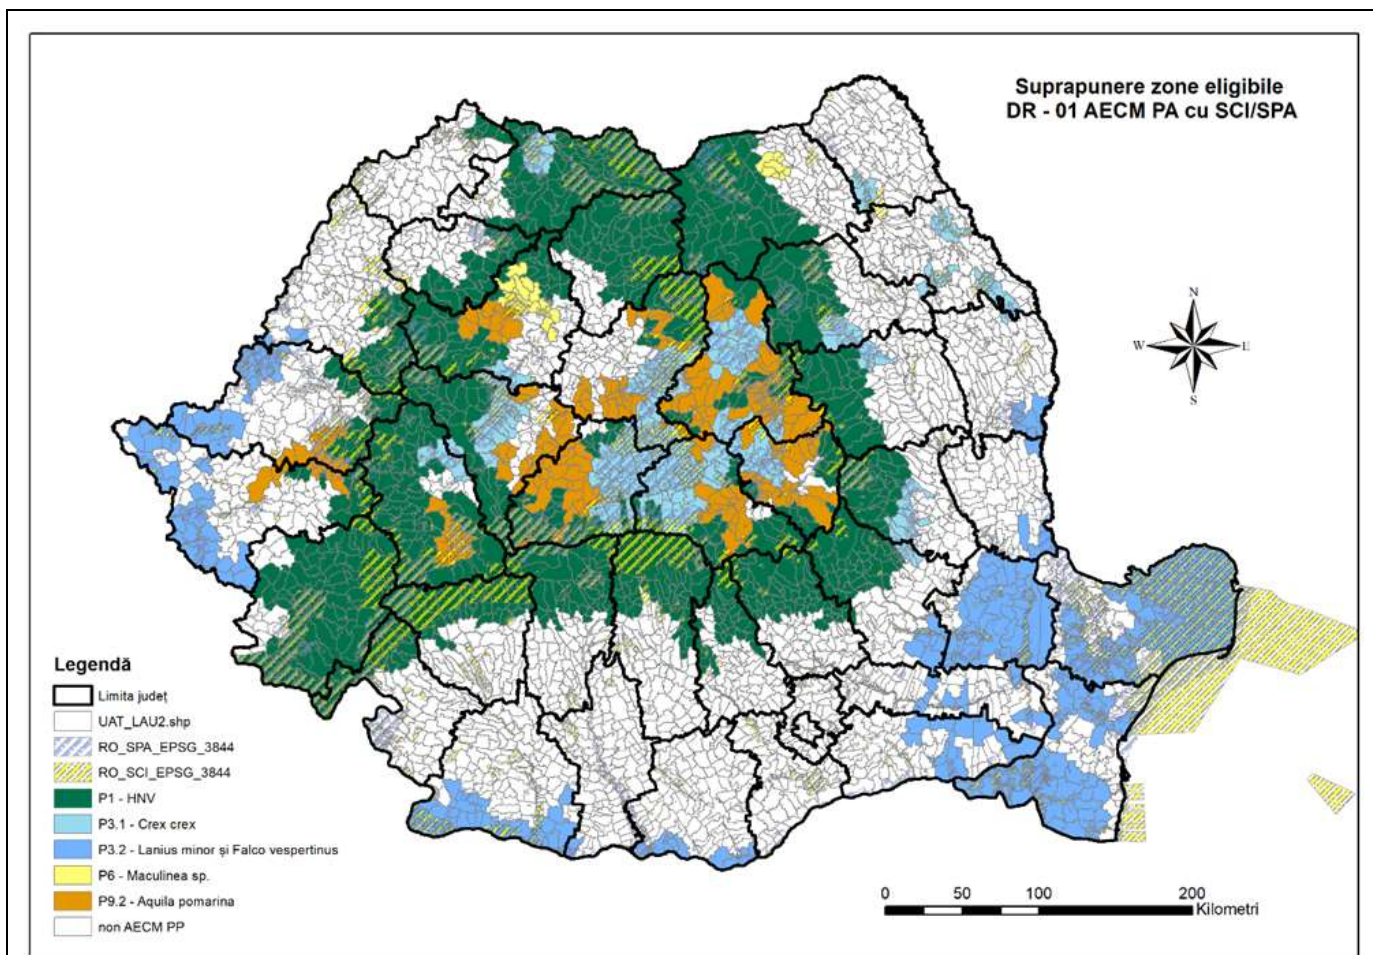 Suprapunere zone eligibile
DR - 01 AECM PA cu SCI/SPA
N
W
E
S
Legendă
Limita județ
UAT_LAU2.shp
RO_SPA_EPSG_3844
RO_SCI_EPSG_3844
P1 - HNV
P3.1 - Crex crex
P3.2 - Lanius minor și Falco vespertinus
P6 - Maculinea sp.
P9.2 - Aquila pomarina
non AECM PP
0 50 100 200
Kilometri